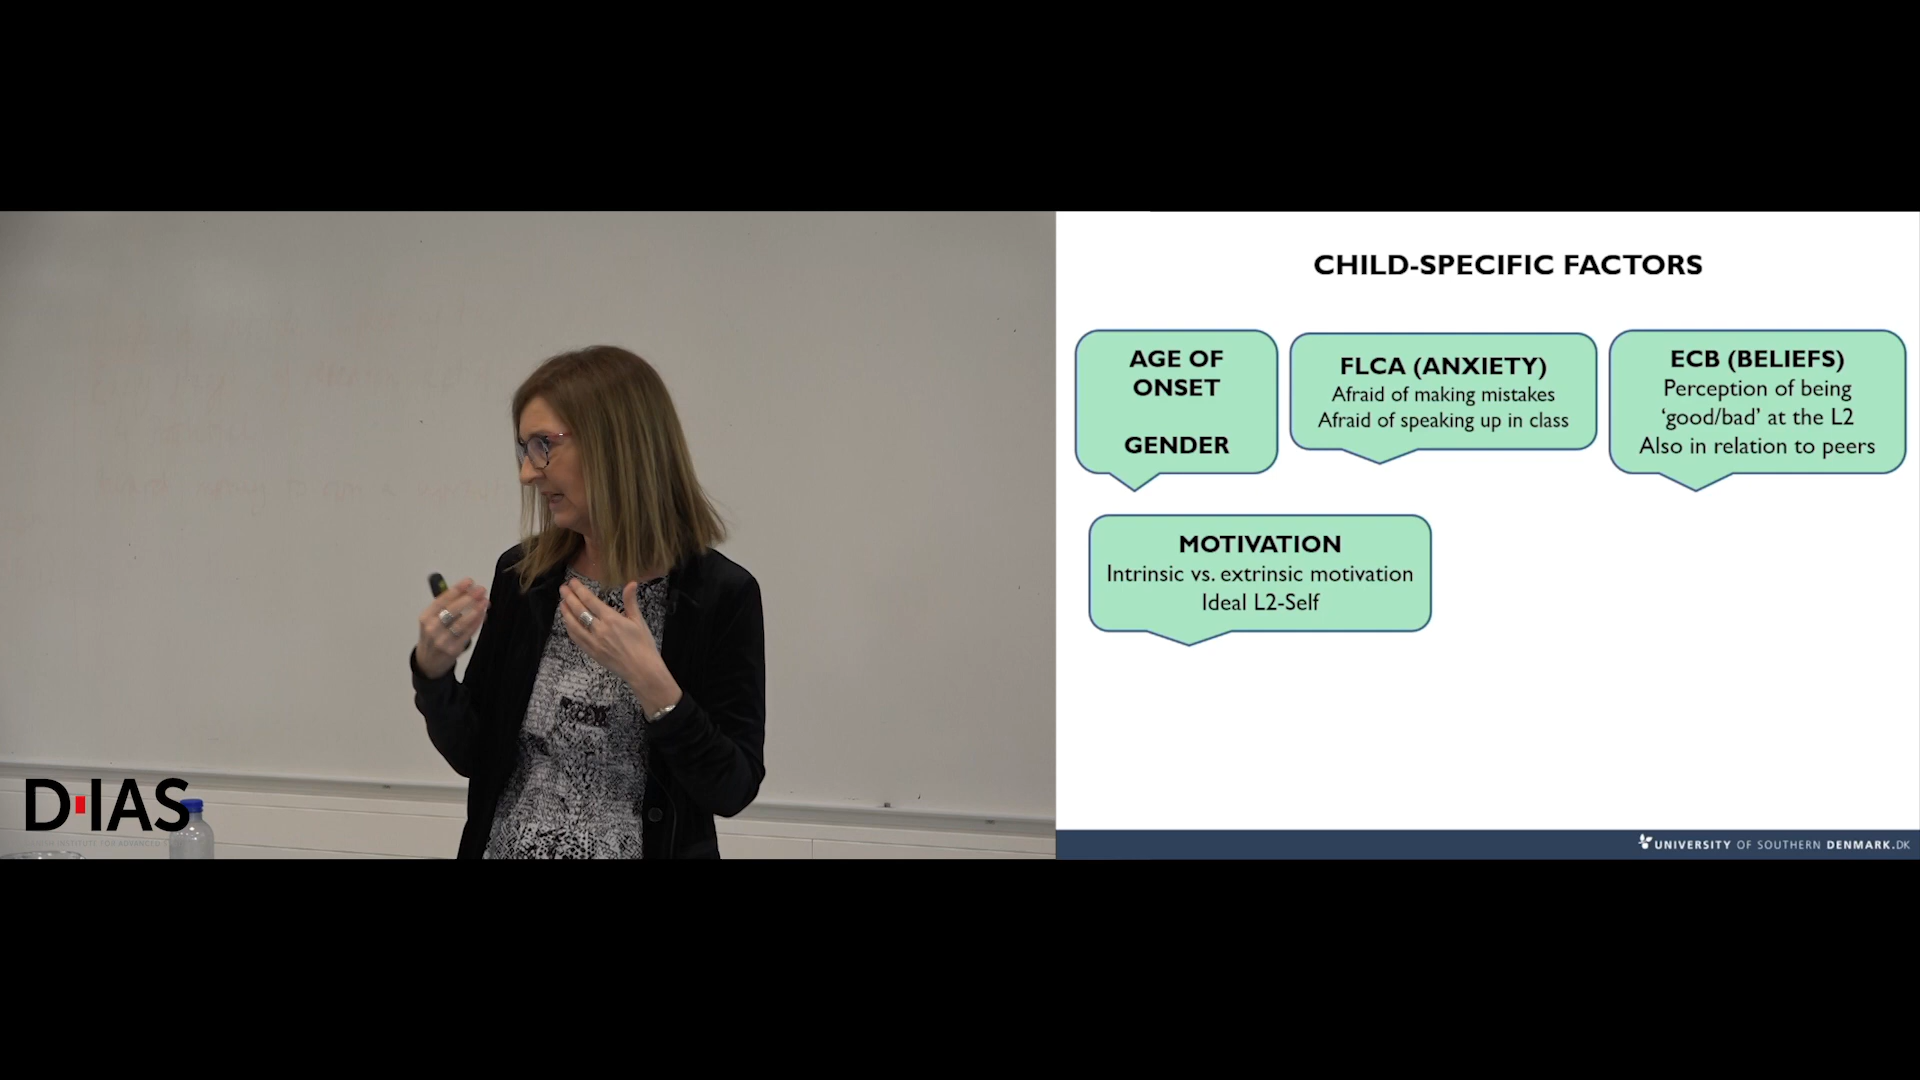 CHILD-SPECIFIC FACTORS
AGE OF
ONSET
GENDER
FLCA (ANXIETY)
Afraid of making mistakes
Afraid of speaking up in class
ECB (BELIEFS)
Perception of being
‘good/bad’ at the L2
Also in relation to peers
MOTIVATION
Intrinsic vs. extrinsic motivation
Ideal L2-Self
D-IAS
UNIVERSITY OF SOUTHERN DENMARK.DK